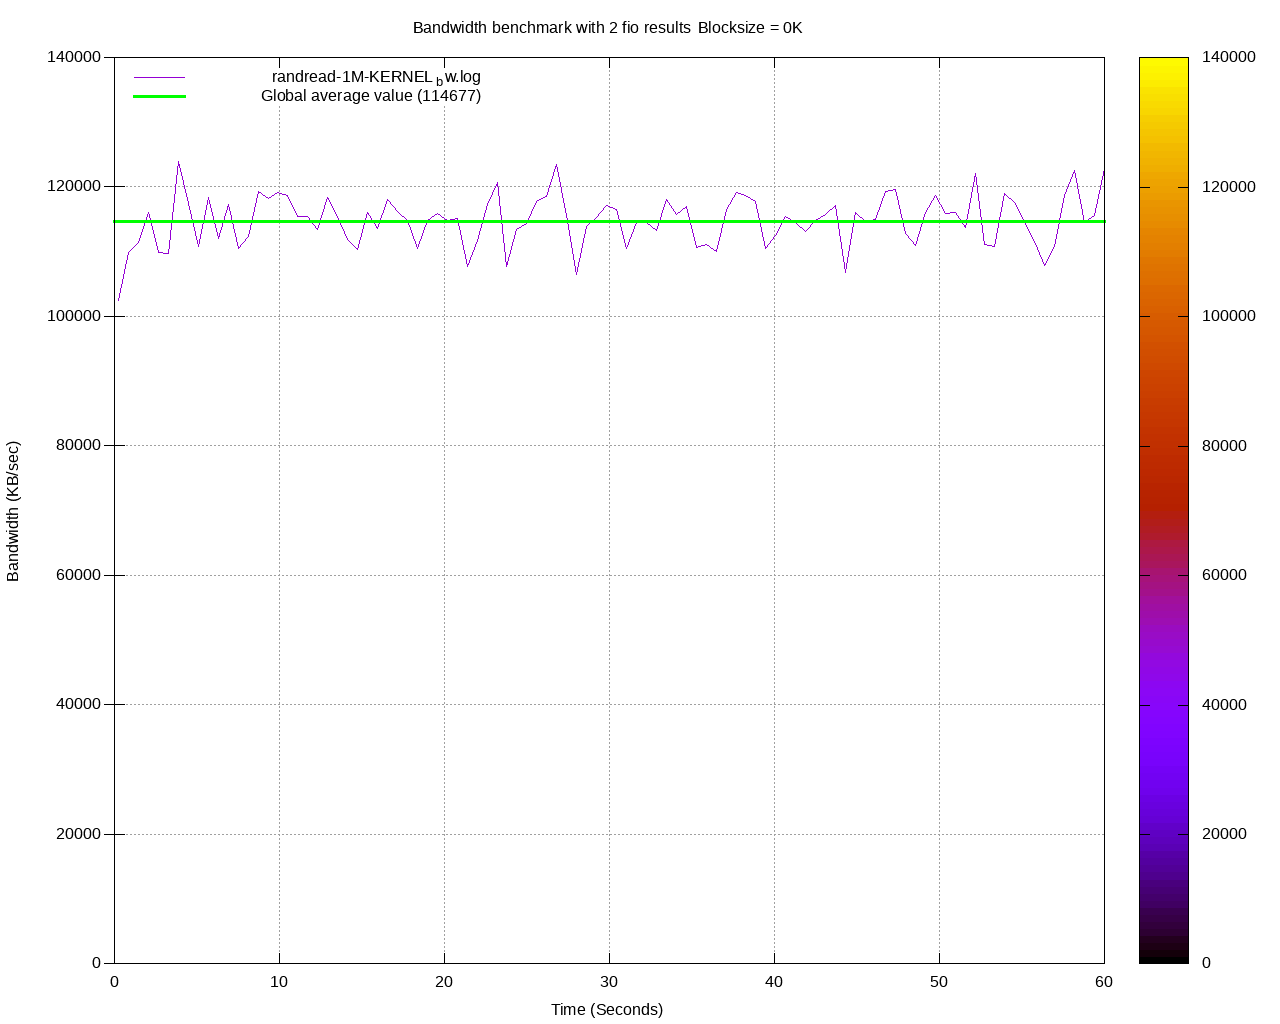 Bandwidth benchmark with 2 fio results Blocksize = 0K
randread-1M-KERNEL_bw.log
Global average value (114677)
140000
120000
100000
80000
60000
40000
20000
0
Bandwidth (KB/sec)
0 10 20 30 40 50 60
Time (Seconds)
140000
120000
100000
80000
60000
40000
20000
0